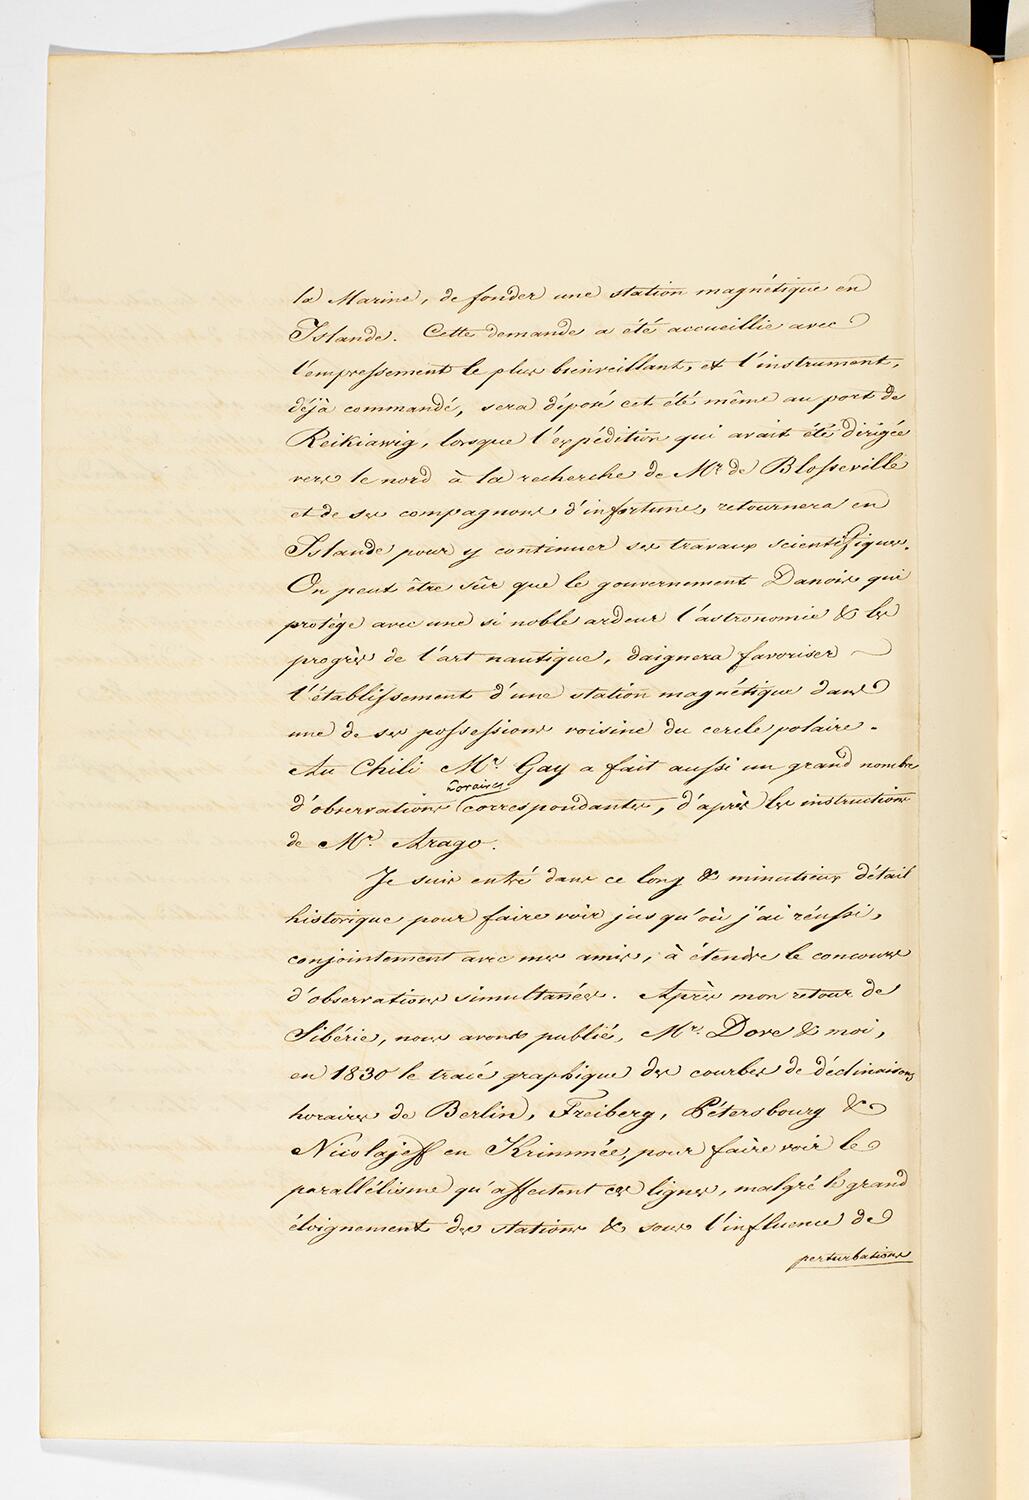 la Marine, de fonder une station magnétique en
Islande. Cette demande a été accueillie avec
l'empressement le plus bienveillant, et l'instrument,
déjà commandé, sera déposé cet été même au port de
Reikiawig, lorsque l'expédition qui avait été dirigée
vers le nord à la recherche de Mr. de Blosseville
et de ses compagnons d'infortune, retournera en
Islande pour y continuer ses travaux scientifiques.
On peut être sûr que le gouvernement Danois qui
protège avec une si noble ardeur l'astronomie & les
progrès de l'art nautique, daignera favoriser
l'établissement d'une station magnétique dans
une de ses possessions voisine du cercle polaire.
Au Chili Mr. Gay a fait aussi un grand nombre
horaires
d'observations correspondantes, d'après les instructions
de Mr. Arago.
Je suis entré dans ce long & minutieux détail
historique pour faire voir jusqu'où j'ai réussi,
conjointement avec mes amis, à étendre le concours
d'observations simultanées. Après mon retour de
Sibérie, nous avons publié, Mr. Dove & moi,
en 1830 le tracé graphique des courbes de déclinaisons
horaires de Berlin, Freiberg, Pétersbourg &
Nicolajeff en Krimmée, pour faire voir le
parallélisme qu'affectent ces lignes, malgré le grand
éloignement des stations & sous l'influence de
perturbations